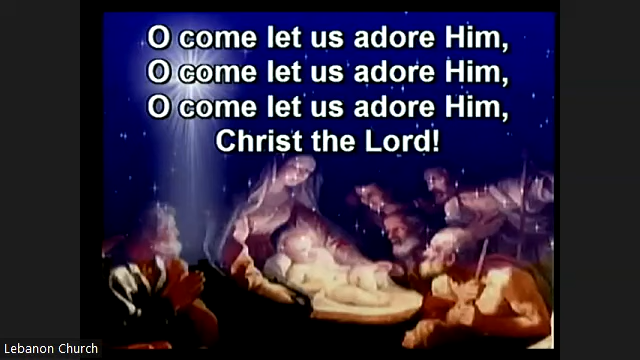 O come let us adore Him,
O come let us adore Him,
O come let us adore Him,
Christ the Lord!
Lebanon Church